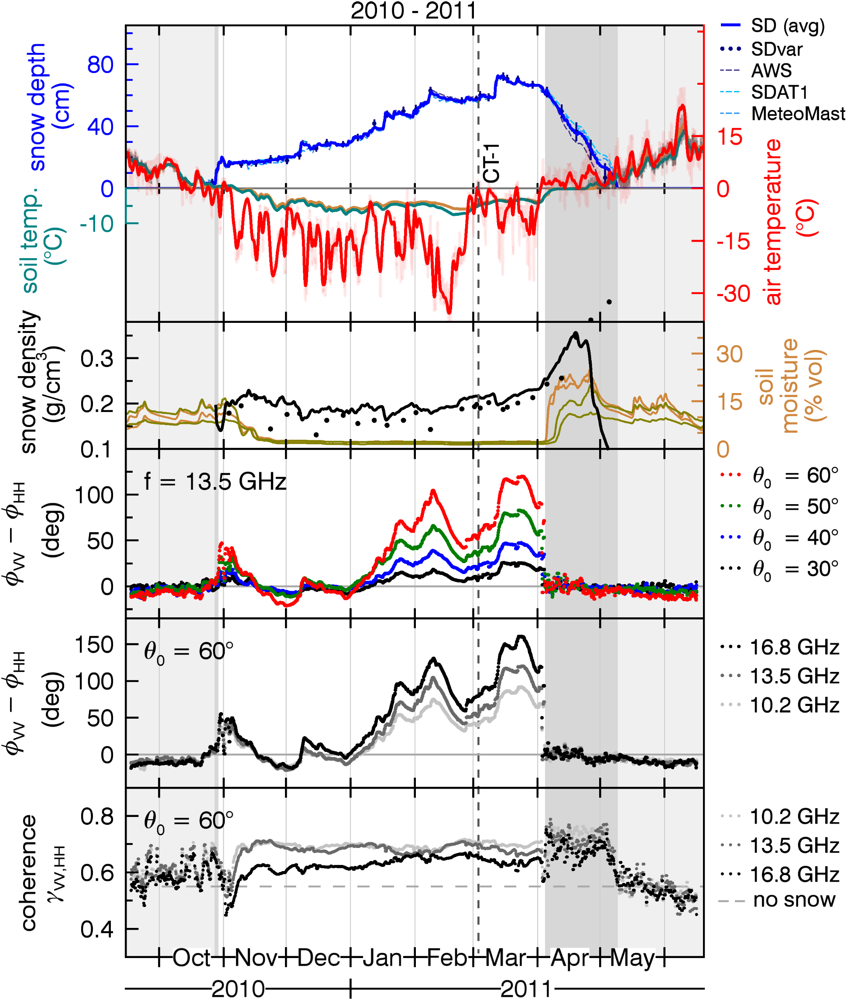 2010 - 2011
snow depth
(cm)
80
40
0
soil temp.
(°C)
-10
SD (avg)
SDvar
AWS
SDAT1
MeteoMast
15
0
-15
-30
air temperature
(°C)
CT-1
snow density
(g/cm³)
0.3
0.2
0.1
30
15
0
soil
moisture
(% vol)
f = 13.5 GHz
ϕVV − ϕHH
(deg)
100
50
0
θ0 = 60°
θ0 = 50°
θ0 = 40°
θ0 = 30°
θ0 = 60°
ϕVV − ϕHH
(deg)
150
100
50
0
16.8 GHz
13.5 GHz
10.2 GHz
θ0 = 60°
coherence
γVV,HH
0.8
0.6
0.4
10.2 GHz
13.5 GHz
16.8 GHz
no snow
Oct Nov Dec Jan Feb Mar Apr May
2010 2011